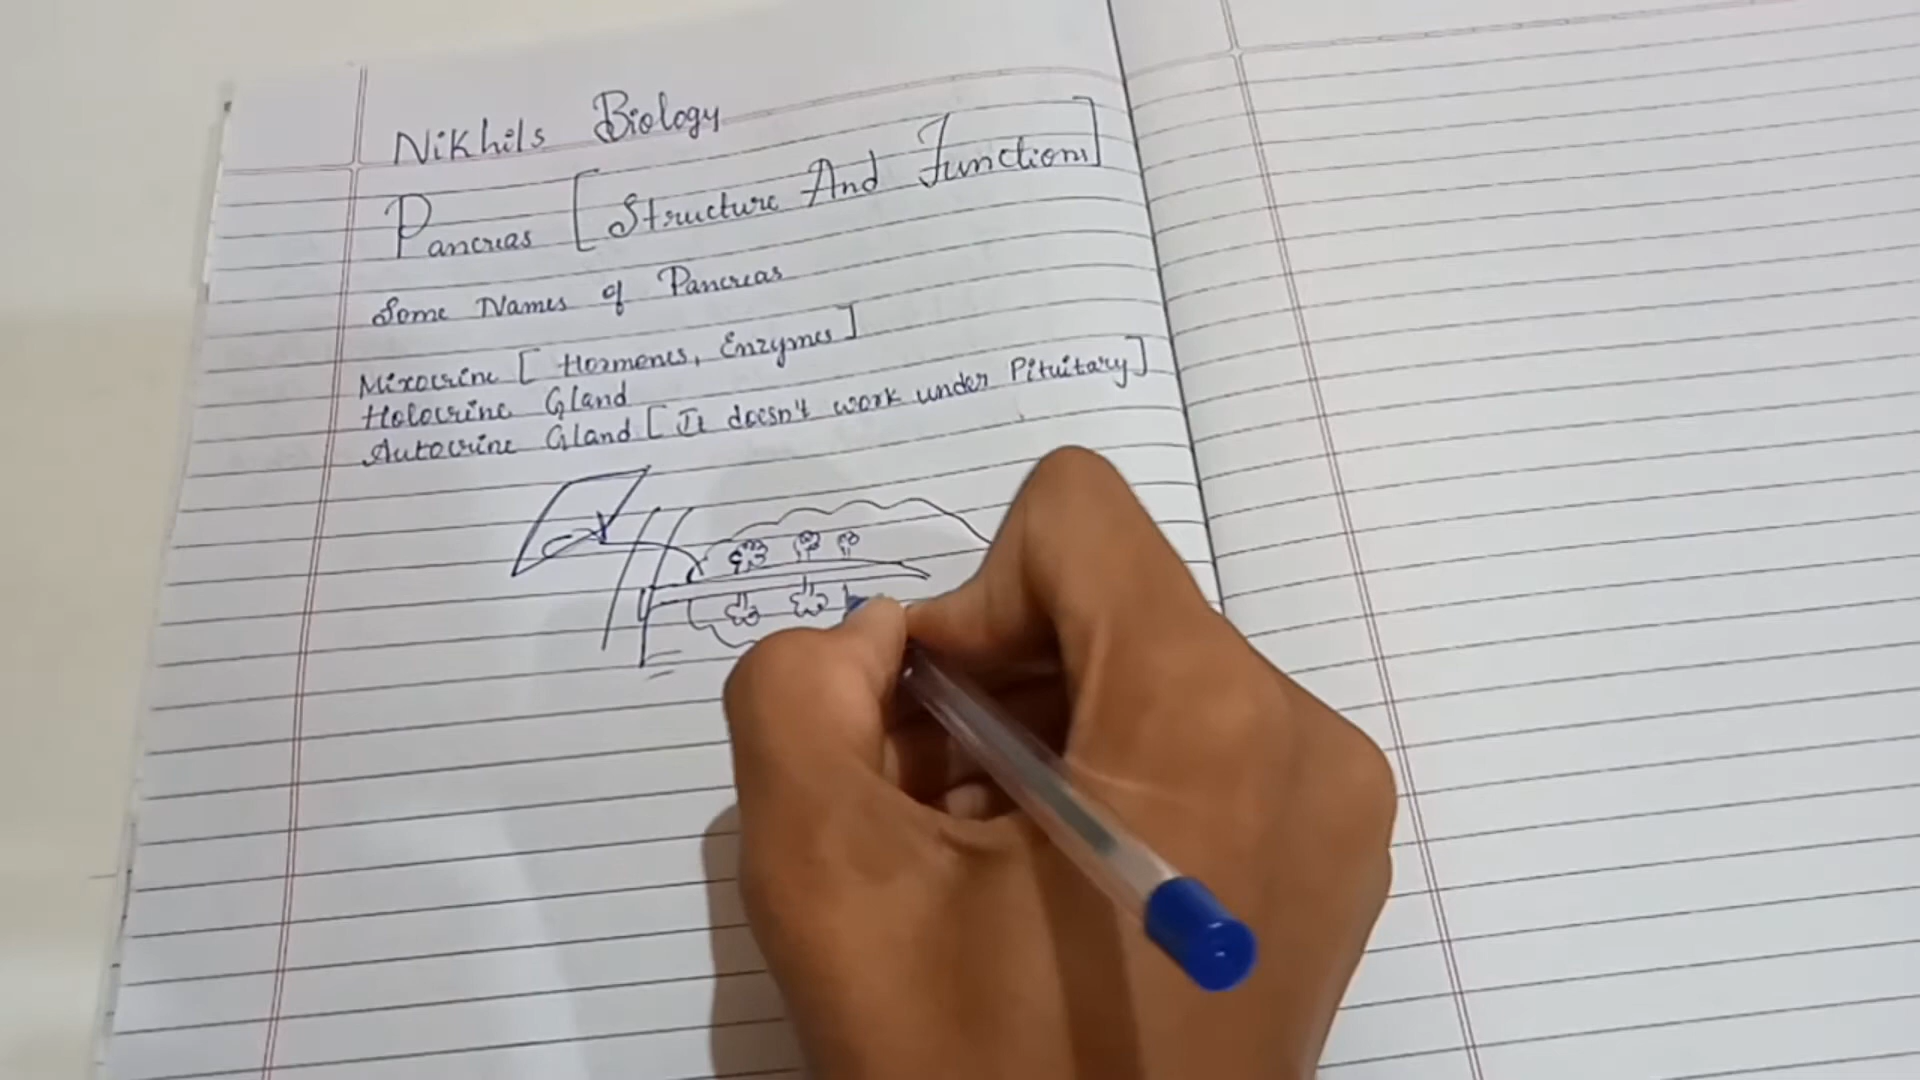 Nikhils Biology
Pancreas [Structure And Function]
Some Names of Pancreas
Mixocrine [Hormones, Enzymes]
Holocrine Gland
Autocrine Gland [It doesn't work under Pituitary]